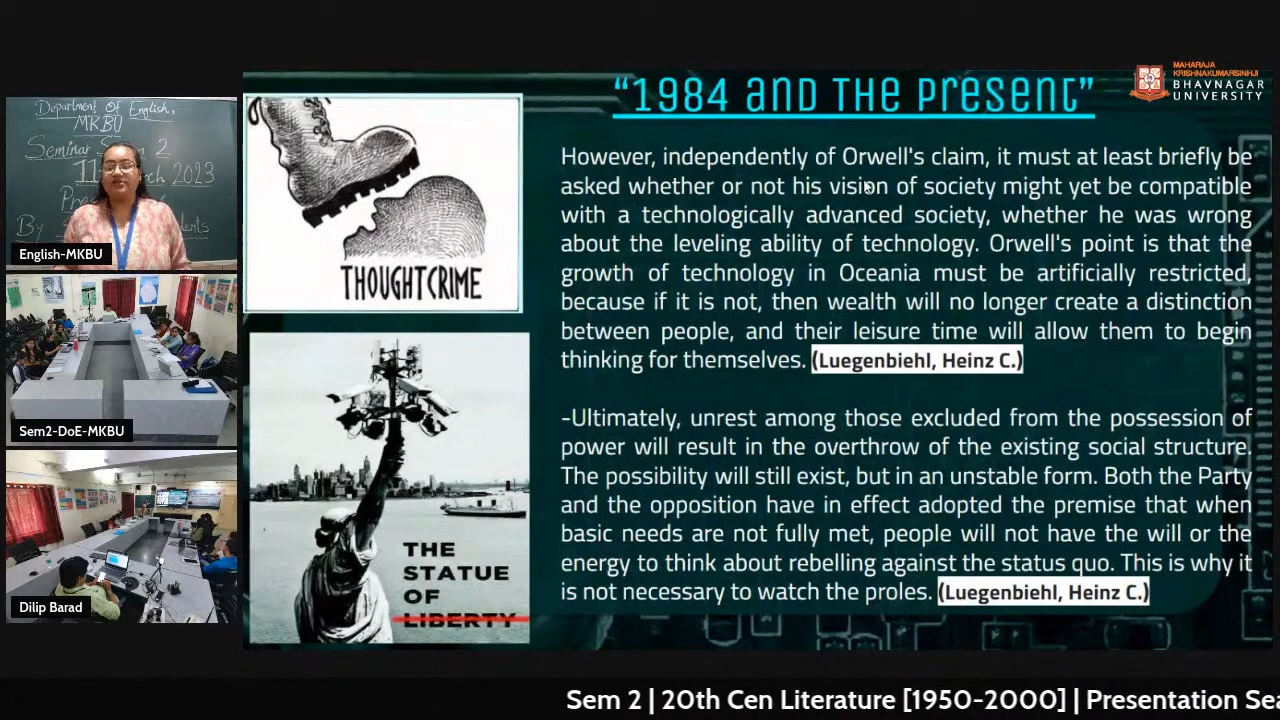 Department Of English,
MKBU
Seminar Sem 2
11 March 2023
By
English-MKBU
Sem2-DoE-MKBU
Dilip Barad
THOUGHTCRIME
THE
STATUE
OF
LIBERTY
"1984 and the Present"
MAHARAJA
KRISHNAKUMARSINHJI
BHAVNAGAR
UNIVERSITY
However, independently of Orwell's claim, it must at least briefly be
asked whether or not his vision of society might yet be compatible
with a technologically advanced society, whether he was wrong
about the leveling ability of technology. Orwell's point is that the
growth of technology in Oceania must be artificially restricted,
because if it is not, then wealth will no longer create a distinction
between people, and their leisure time will allow them to begin
thinking for themselves. (Luegenbiehl, Heinz C.)
-Ultimately, unrest among those excluded from the possession of
power will result in the overthrow of the existing social structure.
The possibility will still exist, but in an unstable form. Both the Party
and the opposition have in effect adopted the premise that when
basic needs are not fully met, people will not have the will or the
energy to think about rebelling against the status quo. This is why it
is not necessary to watch the proles. (Luegenbiehl, Heinz C.)
Sem 2 | 20th Cen Literature [1950-2000] | Presentation Sea